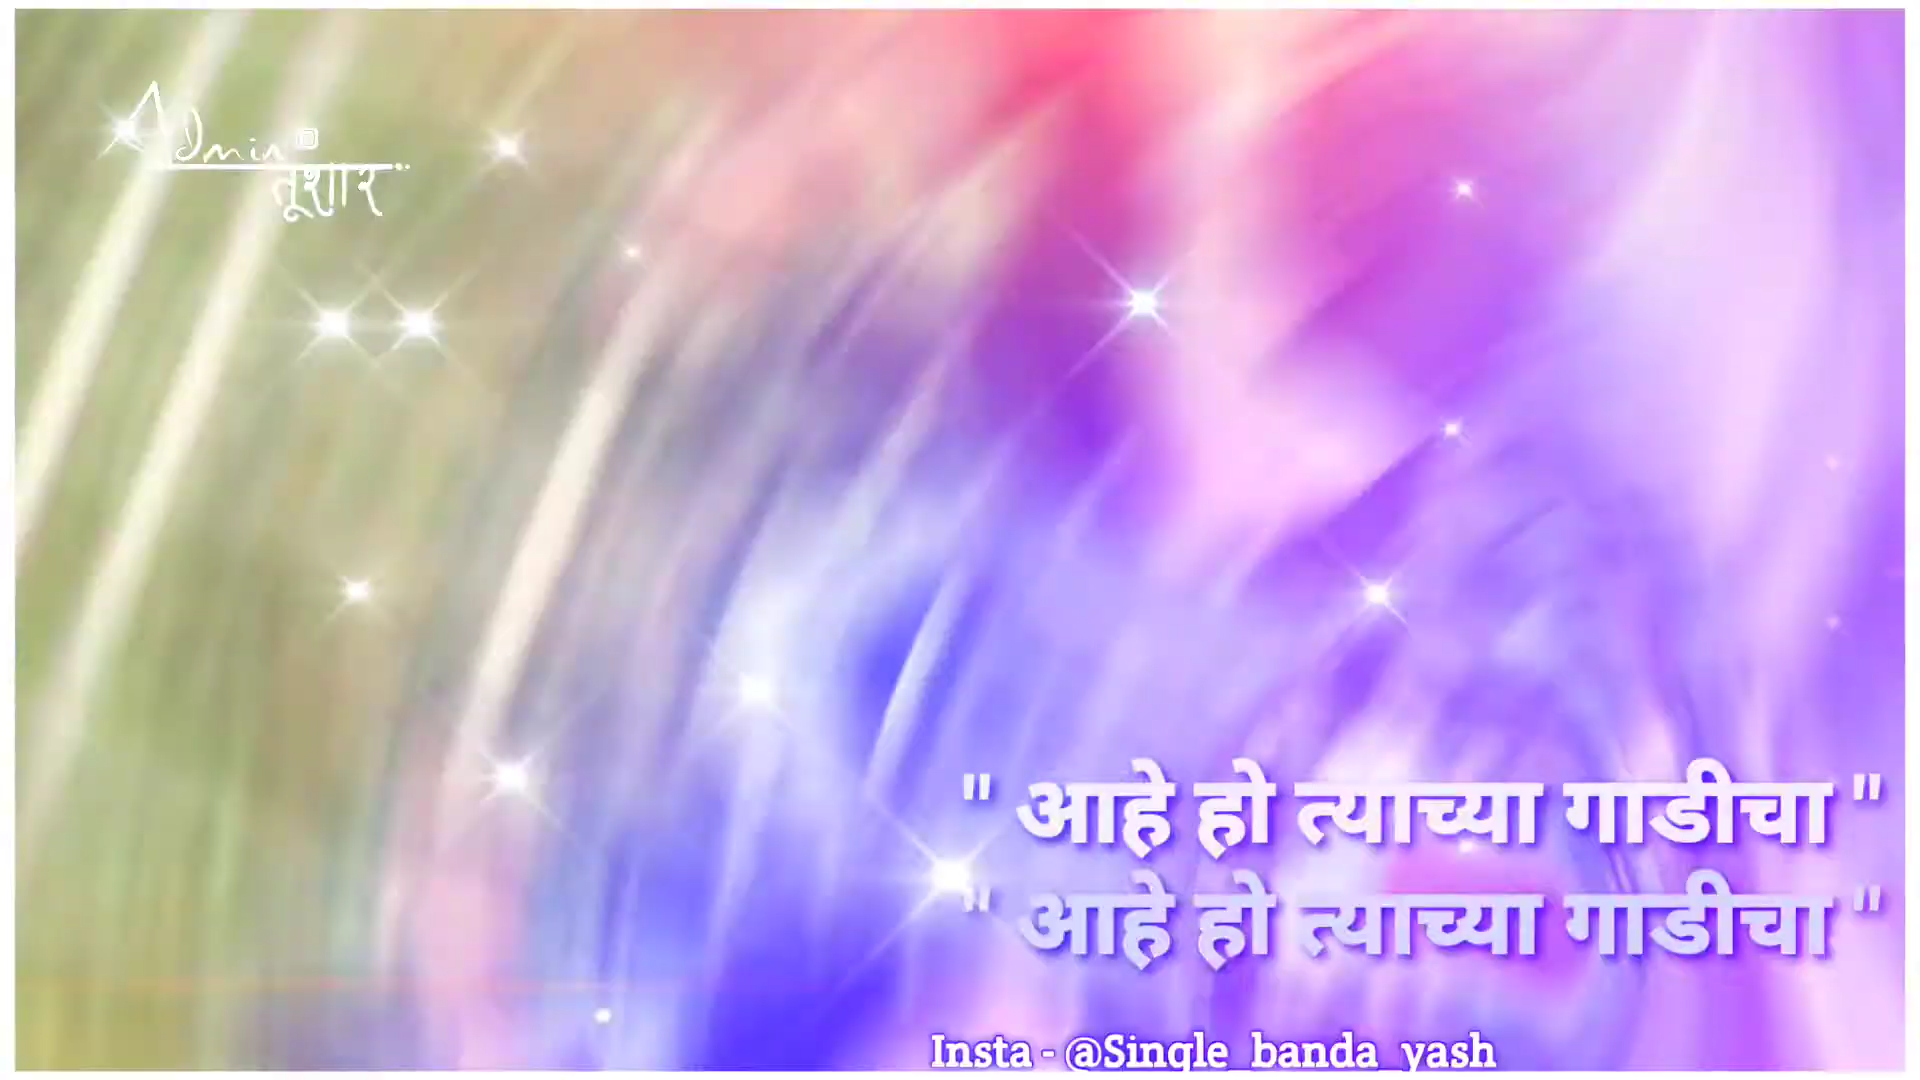 Admin
तूशार
" आहे हो त्याच्या गाडीचा "
" आहे हो त्याच्या गाडीचा "
Insta - @Single_banda_yash